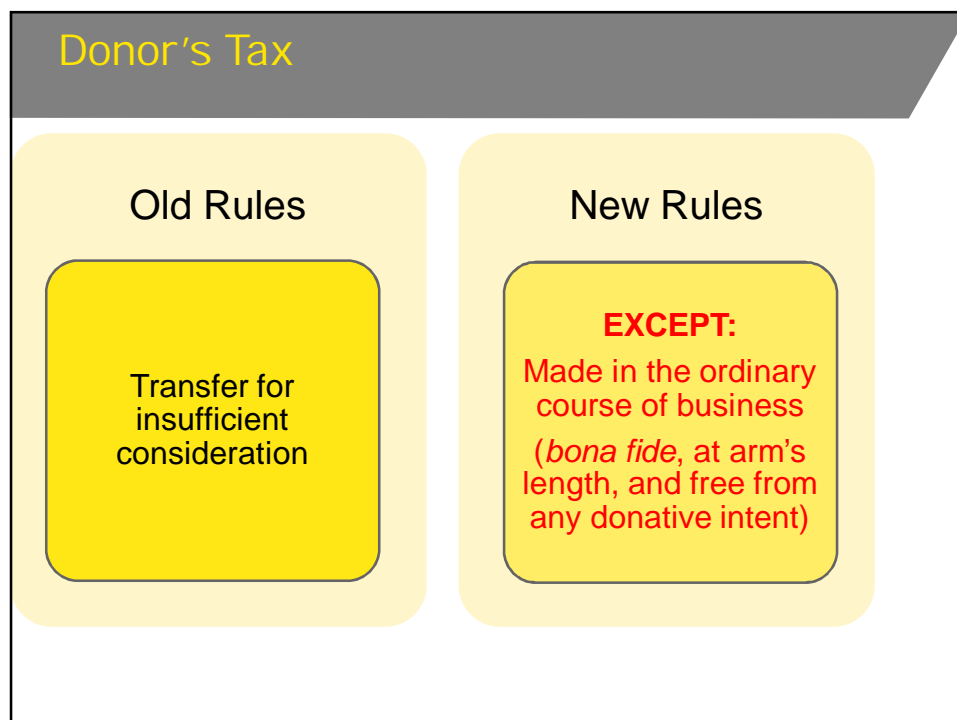 Donor's Tax
Old Rules
Transfer for
insufficient
consideration
New Rules
EXCEPT:
Made in the ordinary
course of business
(bona fide, at arm's
length, and free from
any donative intent)